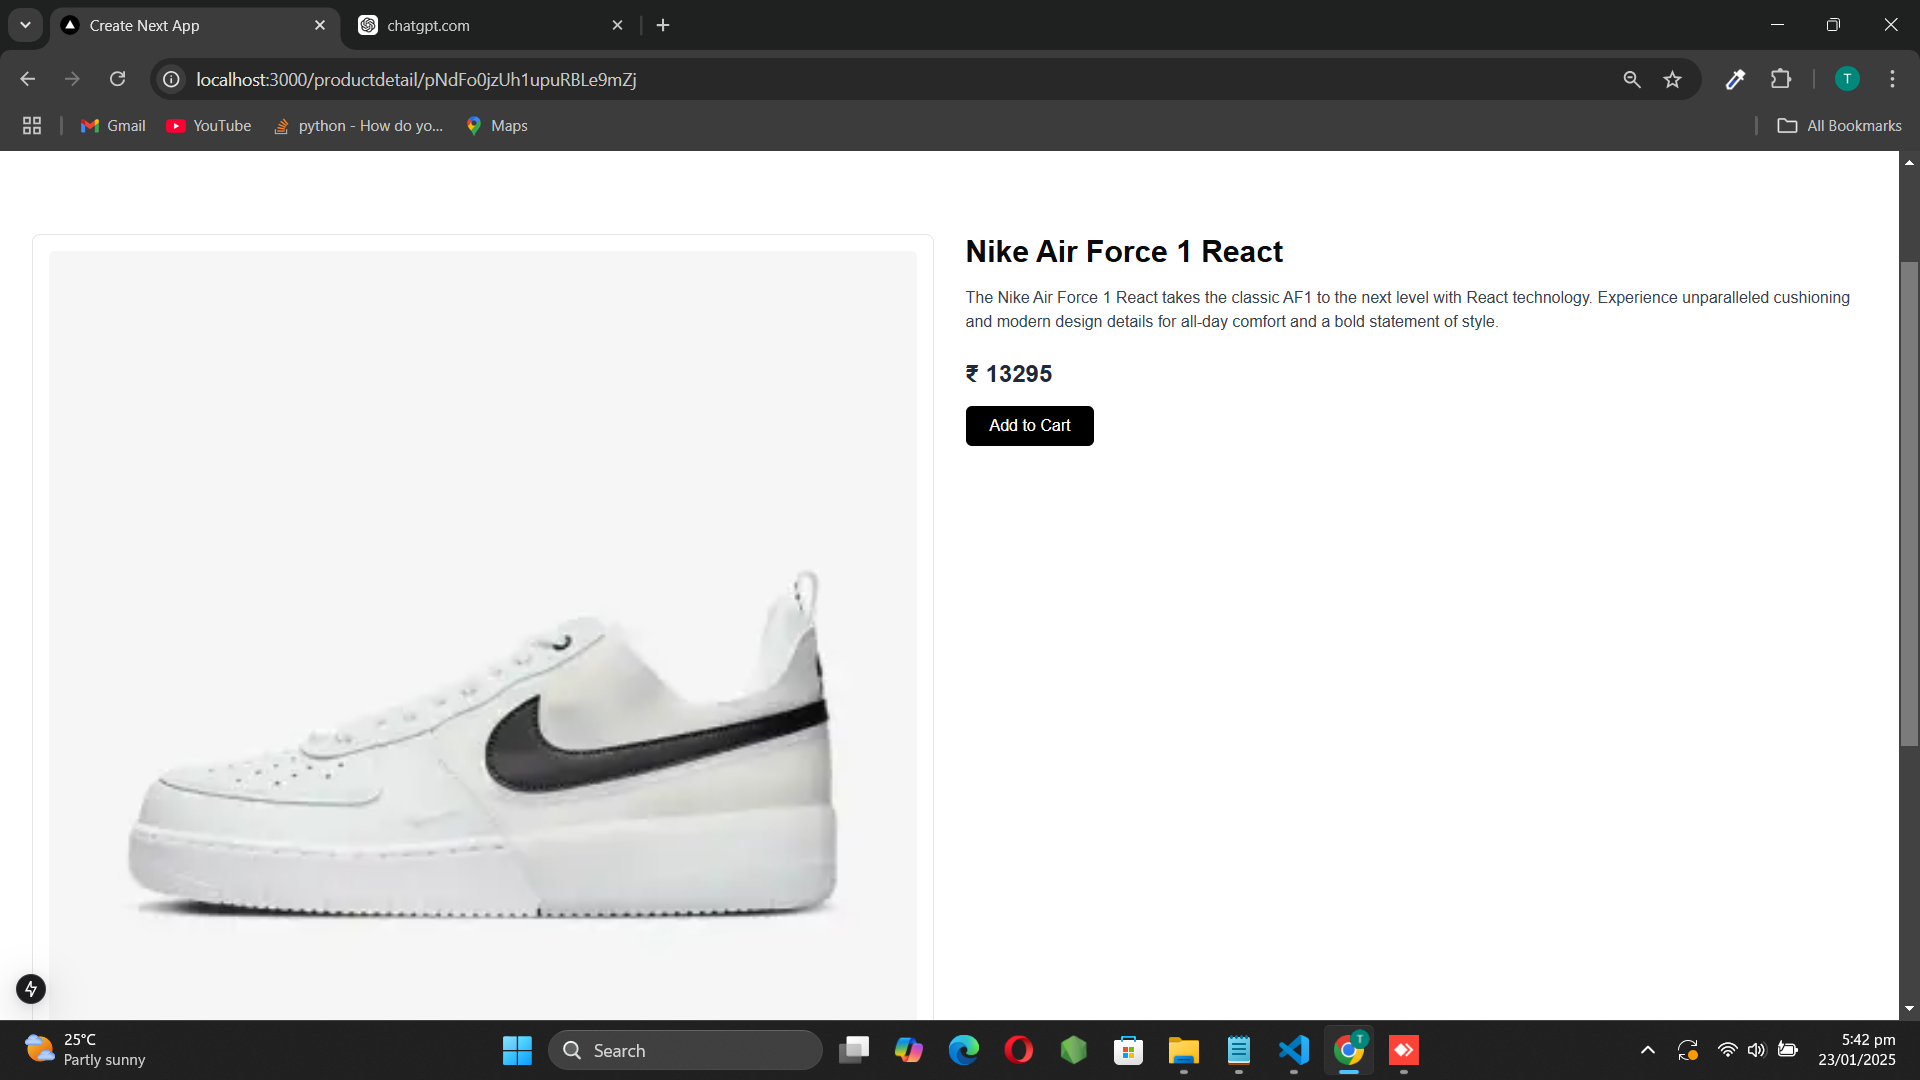 Create Next App
chatgpt.com
localhost:3000/productdetail/pNdFo0jzUh1upuRBLe9mZj
T
Gmail
YouTube
python - How do yo...
Maps
All Bookmarks
Nike Air Force 1 React
The Nike Air Force 1 React takes the classic AF1 to the next level with React technology. Experience unparalleled cushioning
and modern design details for all-day comfort and a bold statement of style.
₹ 13295
Add to Cart
25°C
Partly sunny
Search
T
5:42 pm
23/01/2025